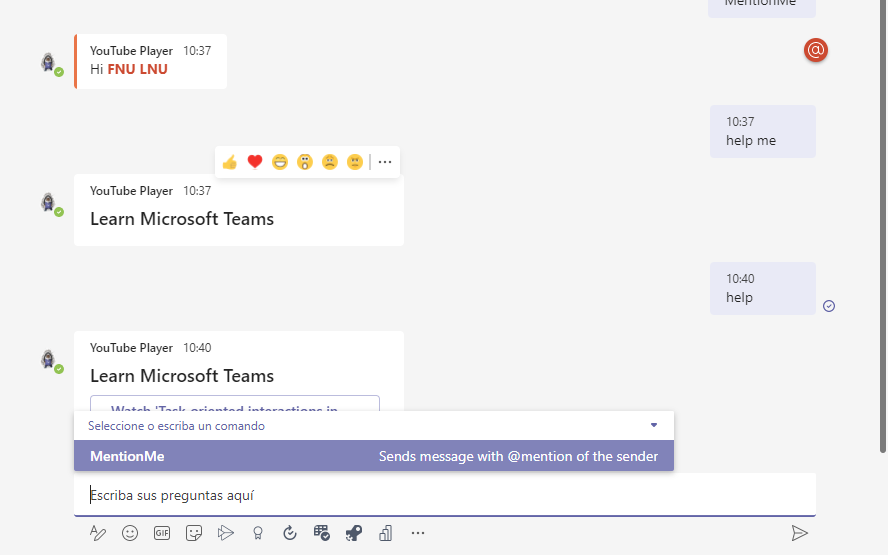 MentionMe
YouTube Player 10:37
Hi FNU LNU
@
10:37
help me
YouTube Player 10:37
Learn Microsoft Teams
10:40
help
YouTube Player 10:40
Learn Microsoft Teams
Watch 'Task-oriented interactions in
Seleccione o escriba un comando
MentionMe Sends message with @mention of the sender
Escriba sus preguntas aquí
GIF